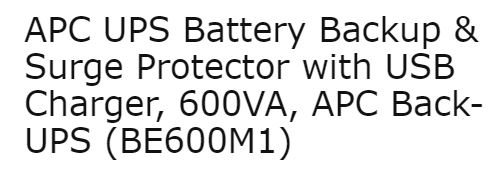 APC UPS Battery Backup &
Surge Protector with USB
Charger, 600VA, APC Back-
UPS (BE600M1)